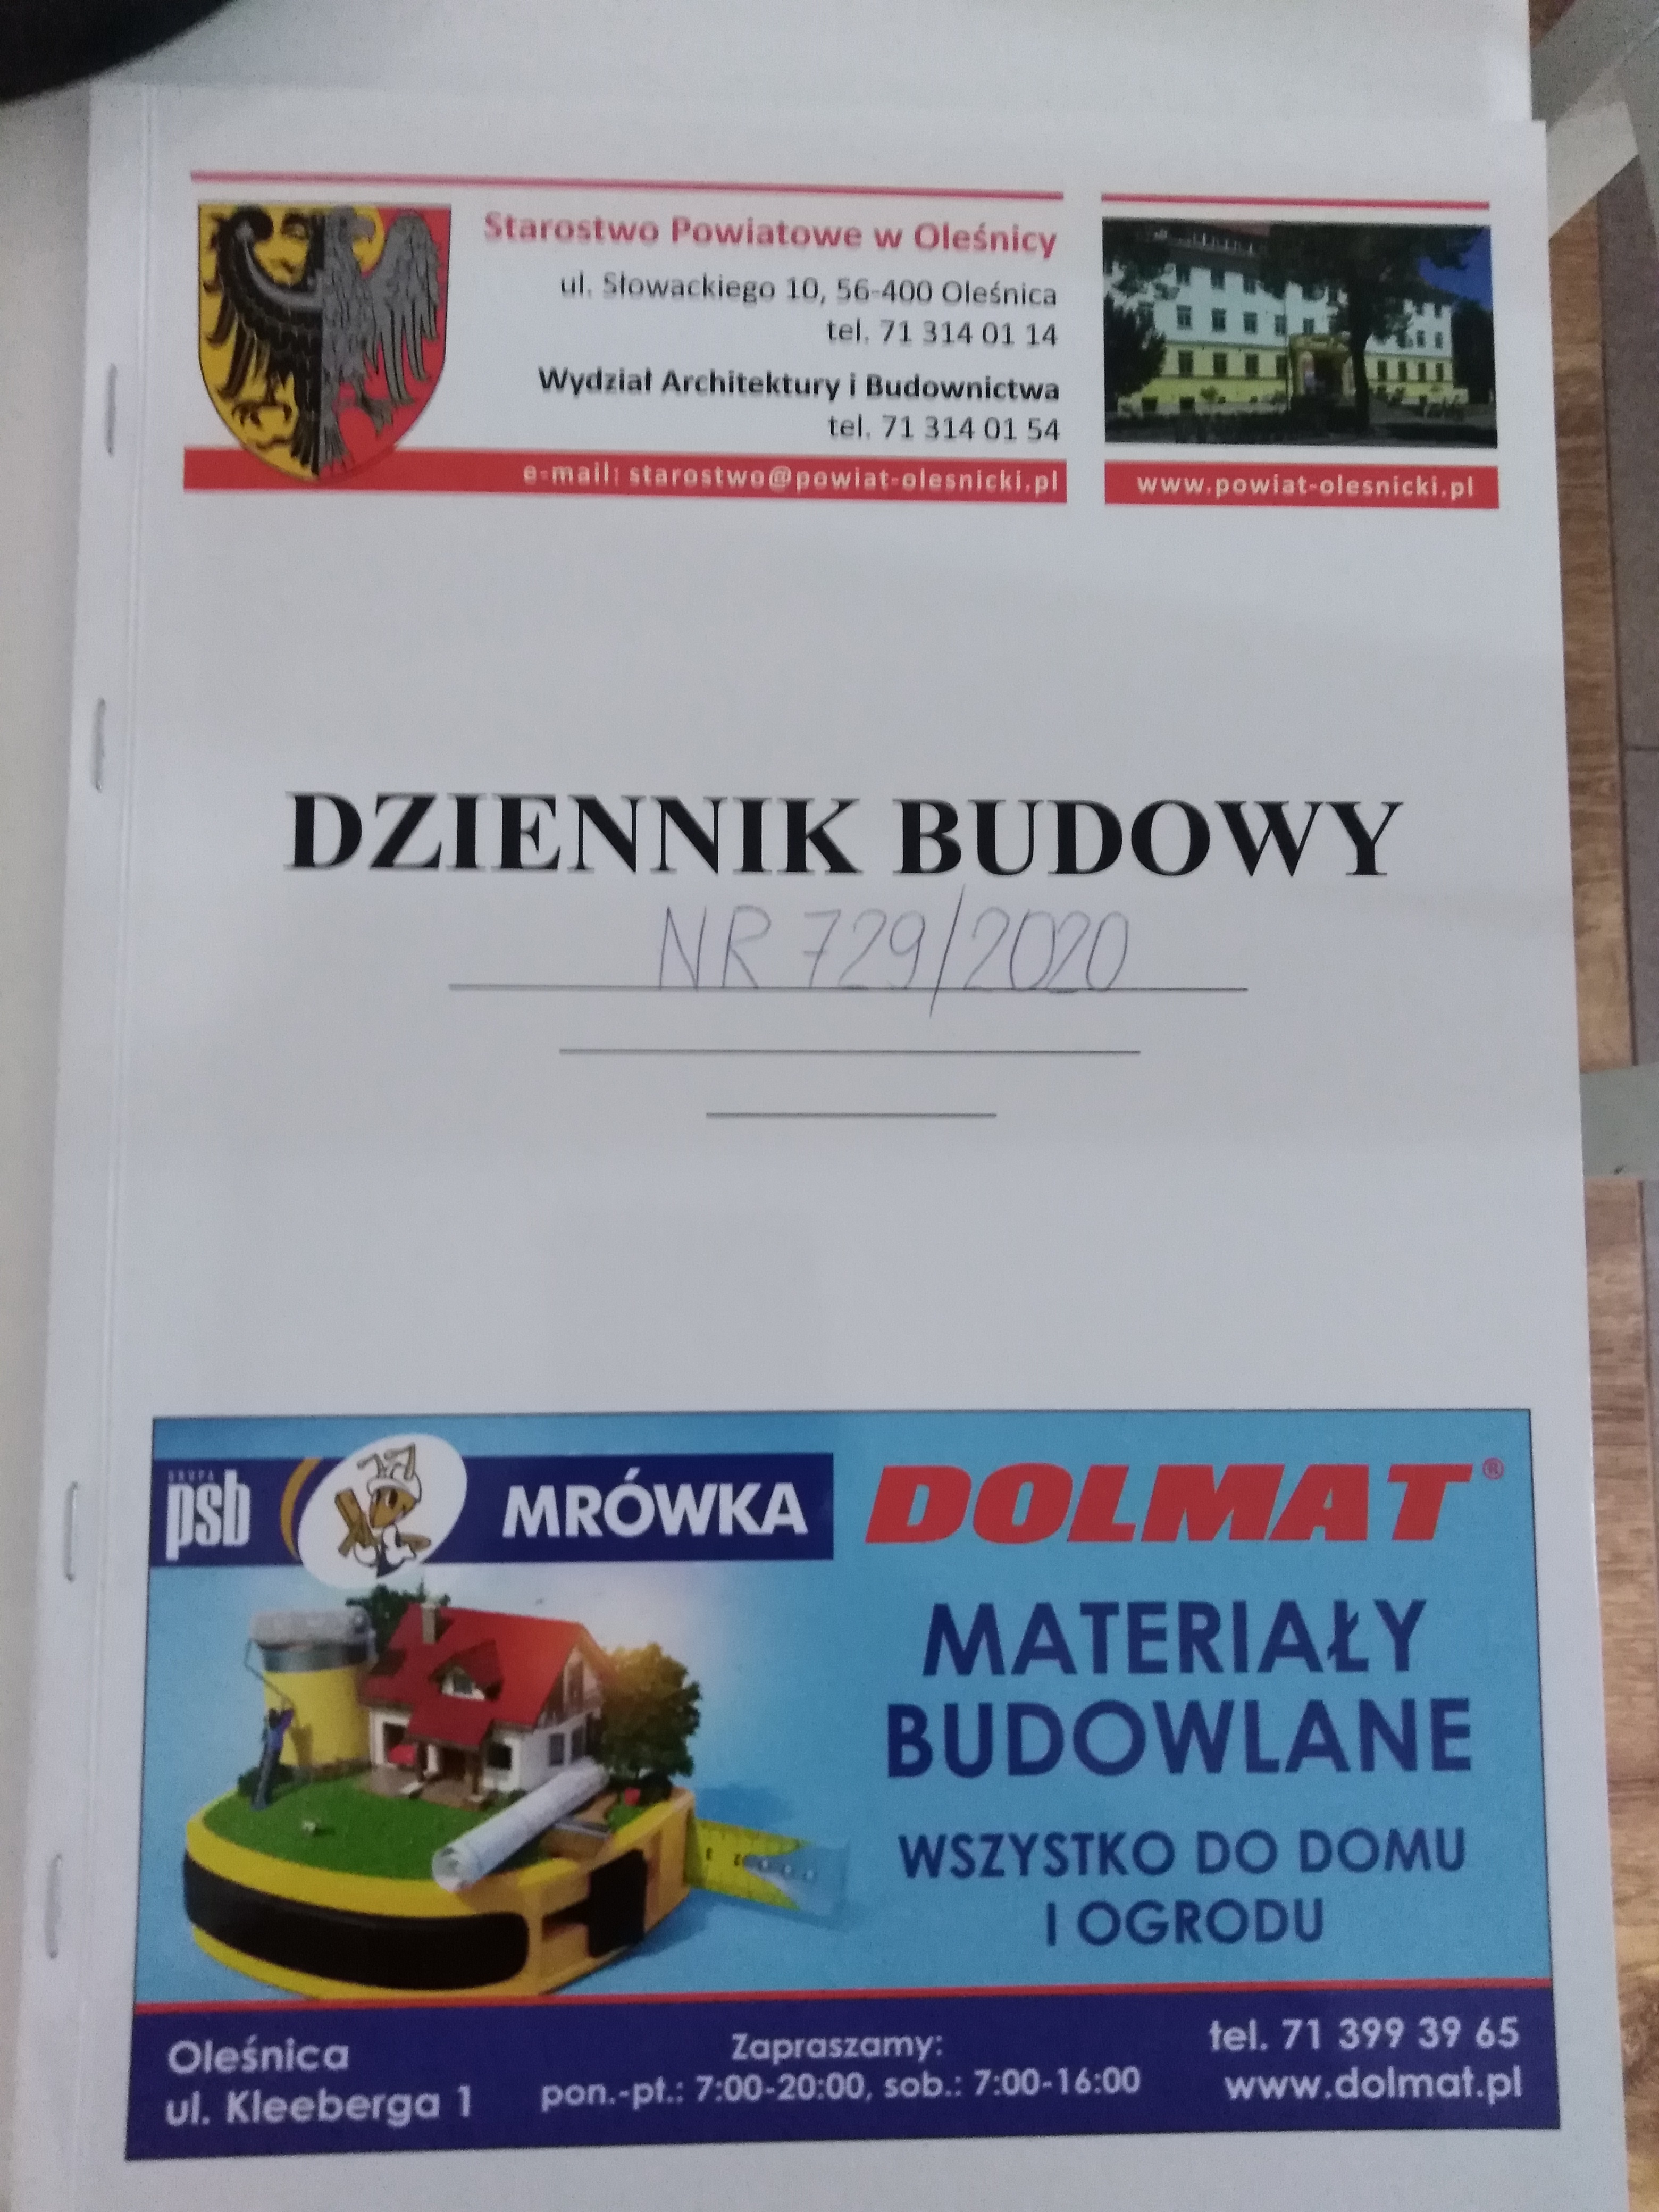 Starostwo Powiatowe w Oleśnicy
ul. Słowackiego 10, 56-400 Oleśnica
tel. 71 314 01 14
Wydział Architektury i Budownictwa
tel. 71 314 01 54
e-mail: starostwo@powiat-olesnicki.pl
www.powiat-olesnicki.pl
DZIENNIK BUDOWY
NR 729/2020
GRUPA
psb
MRÓWKA
DOLMAT®
MATERIAŁY
BUDOWLANE
WSZYSTKO DO DOMU
I OGRODU
Oleśnica
ul. Kleeberga 1
Zapraszamy:
pon.-pt.: 7:00-20:00, sob.: 7:00-16:00
tel. 71 399 39 65
www.dolmat.pl